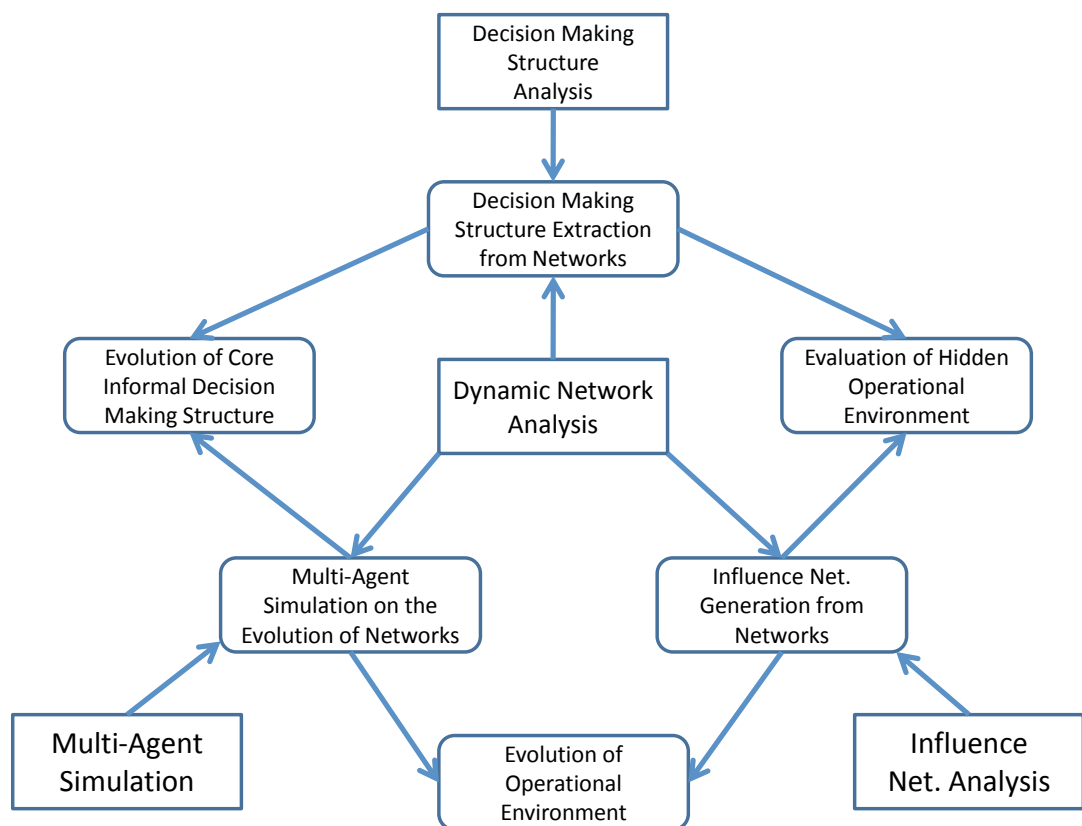 Decision Making
Structure
Analysis
Decision Making
Structure Extraction
from Networks
Evolution of Core
Informal Decision
Making Structure
Dynamic Network
Analysis
Evaluation of Hidden
Operational
Environment
Multi-Agent
Simulation on the
Evolution of Networks
Influence Net.
Generation from
Networks
Multi-Agent
Simulation
Evolution of
Operational
Environment
Influence
Net. Analysis